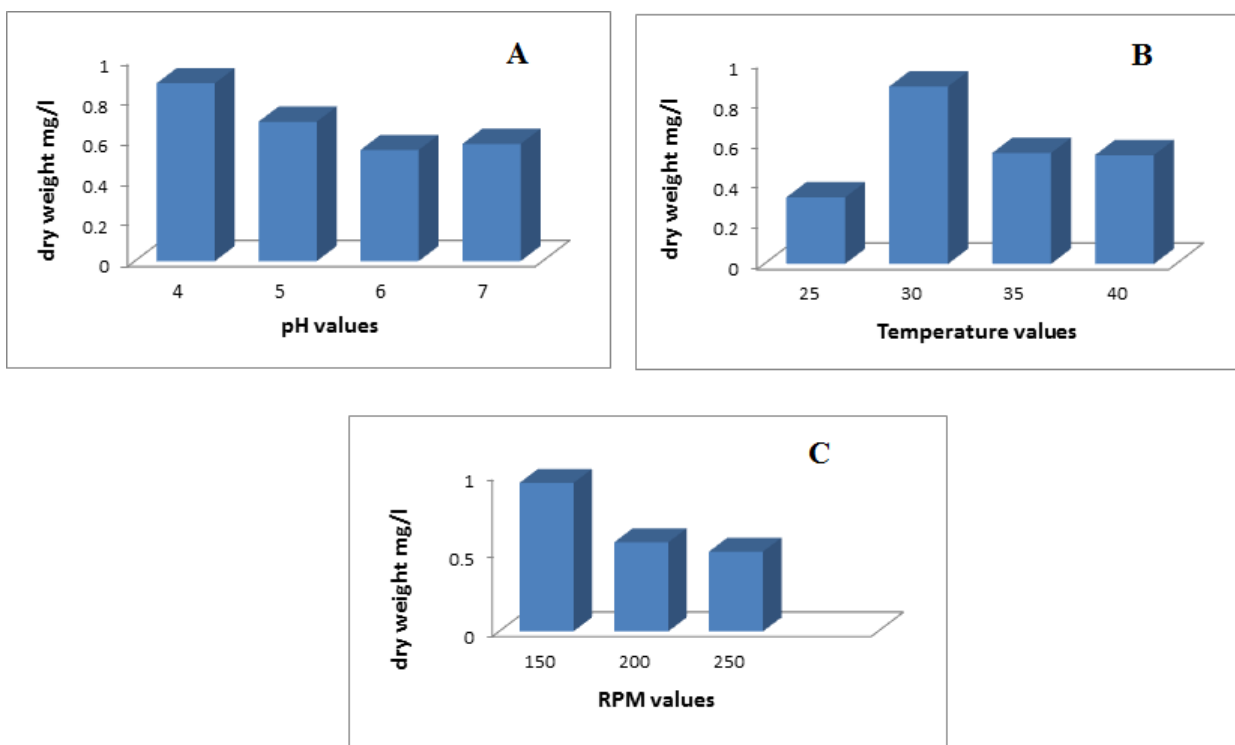 A
dry weight mg/l
1
0.8
0.6
0.4
0.2
0
4 5 6 7
pH values
B
dry weight mg/l
1
0.8
0.6
0.4
0.2
0
25 30 35 40
Temperature values
C
dry weight mg/l
1
0.5
0
150 200 250
RPM values